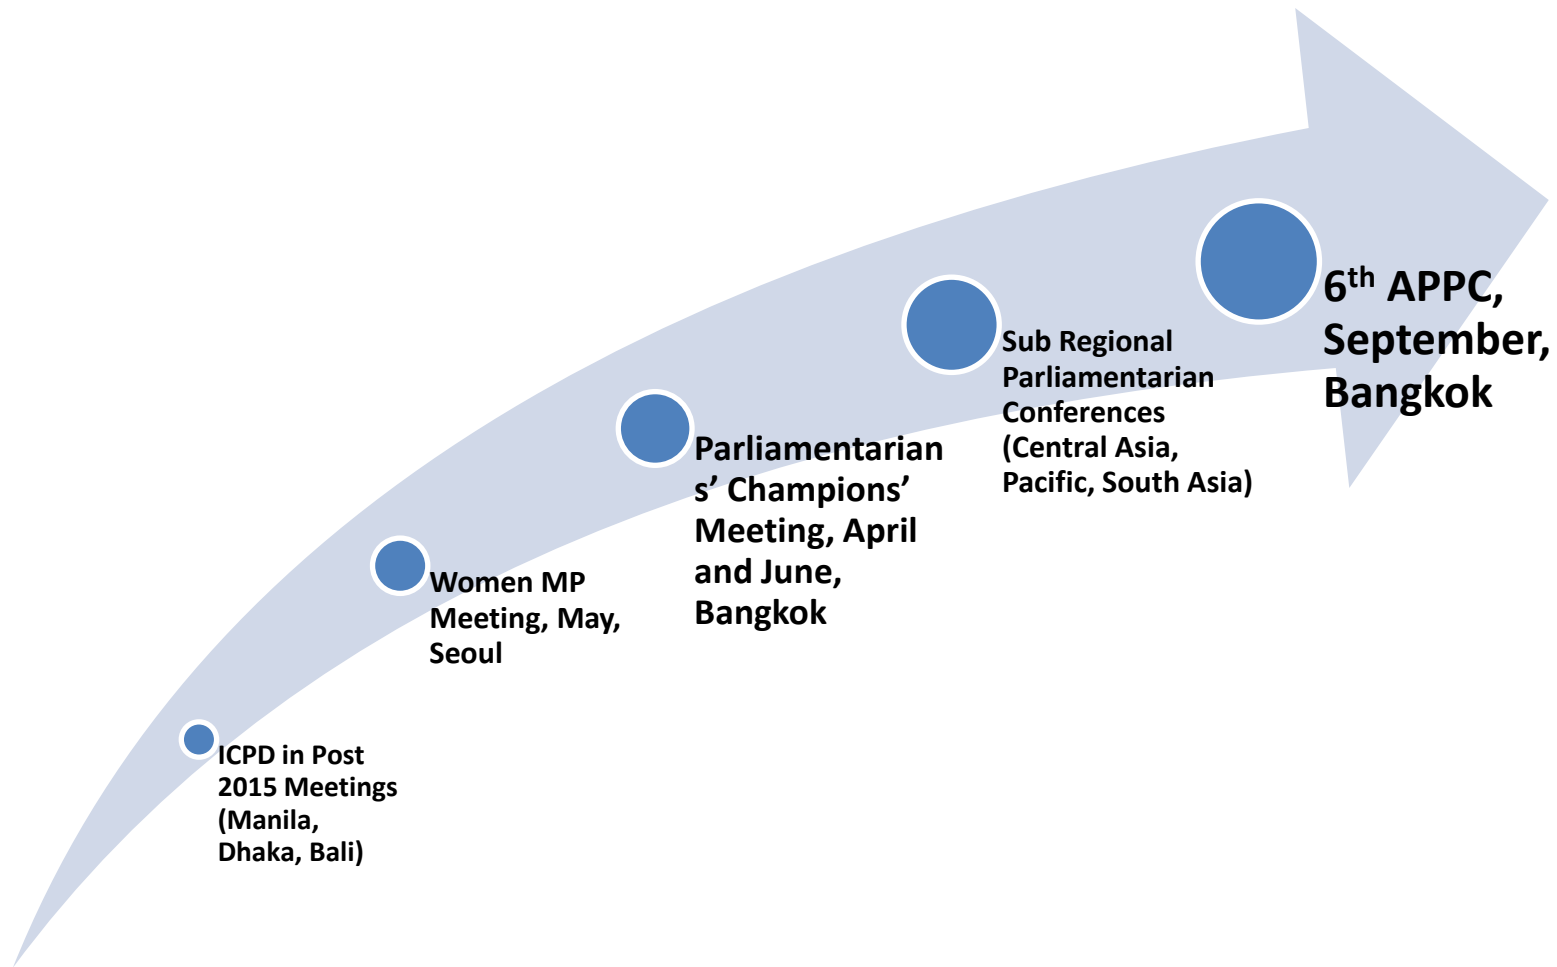 ICPD in Post
2015 Meetings
(Manila,
Dhaka, Bali)
Women MP
Meeting, May,
Seoul
Parliamentarian
s’ Champions’
Meeting, April
and June,
Bangkok
Sub Regional
Parliamentarian
Conferences
(Central Asia,
Pacific, South Asia)
6th APPC,
September,
Bangkok